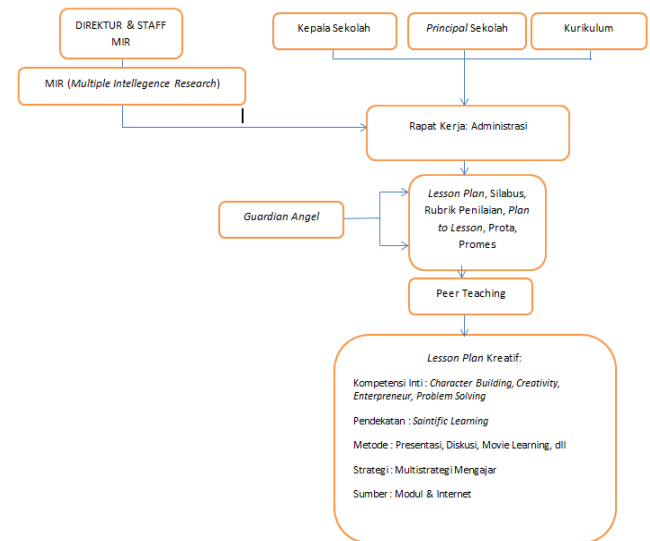 DIREKTUR & STAFF
MIR
Kepala Sekolah
Principal Sekolah
Kurikulum
MIR (Multiple Intellegence Research)
Rapat Kerja: Administrasi
Lesson Plan, Silabus,
Rubrik Penilaian, Plan
to Lesson, Prota,
Promes
Guardian Angel
Peer Teaching
Lesson Plan Kreatif:
Kompetensi Inti : Character Building, Creativity,
Enterpreneur, Problem Solving
Pendekatan : Saintific Learning
Metode : Presentasi, Diskusi, Movie Learning, dll
Strategi : Multistrategi Mengajar
Sumber : Modul & Internet